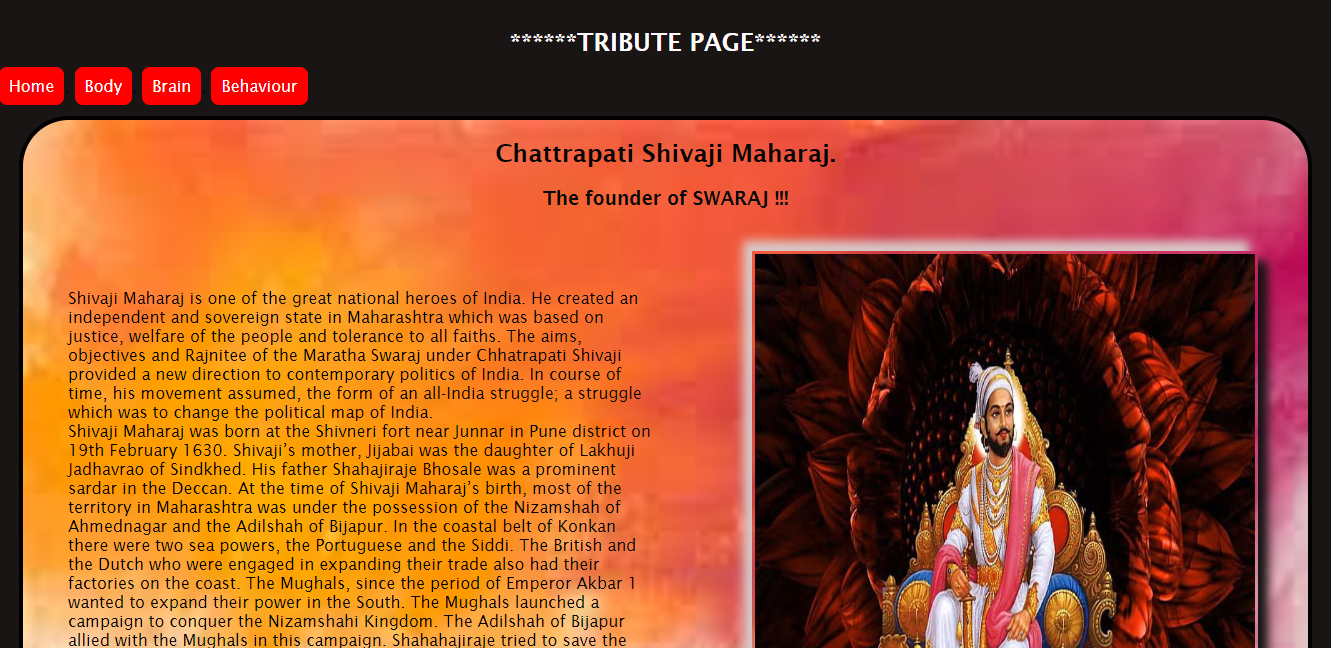 ******TRIBUTE PAGE******
Home Body Brain Behaviour
Chattrapati Shivaji Maharaj.
The founder of SWARAJ !!!
Shivaji Maharaj is one of the great national heroes of India. He created an
independent and sovereign state in Maharashtra which was based on
justice, welfare of the people and tolerance to all faiths. The aims,
objectives and Rajnitee of the Maratha Swaraj under Chhatrapati Shivaji
provided a new direction to contemporary politics of India. In course of
time, his movement assumed, the form of an all-India struggle; a struggle
which was to change the political map of India.
Shivaji Maharaj was born at the Shivneri fort near Junnar in Pune district on
19th February 1630. Shivaji’s mother, Jijabai was the daughter of Lakhuji
Jadhavrao of Sindkhed. His father Shahajiraje Bhosale was a prominent
sardar in the Deccan. At the time of Shivaji Maharaj’s birth, most of the
territory in Maharashtra was under the possession of the Nizamshah of
Ahmednagar and the Adilshah of Bijapur. In the coastal belt of Konkan
there were two sea powers, the Portuguese and the Siddi. The British and
the Dutch who were engaged in expanding their trade also had their
factories on the coast. The Mughals, since the period of Emperor Akbar 1
wanted to expand their power in the South. The Mughals launched a
campaign to conquer the Nizamshahi Kingdom. The Adilshah of Bijapur
allied with the Mughals in this campaign. Shahahajiraje tried to save the